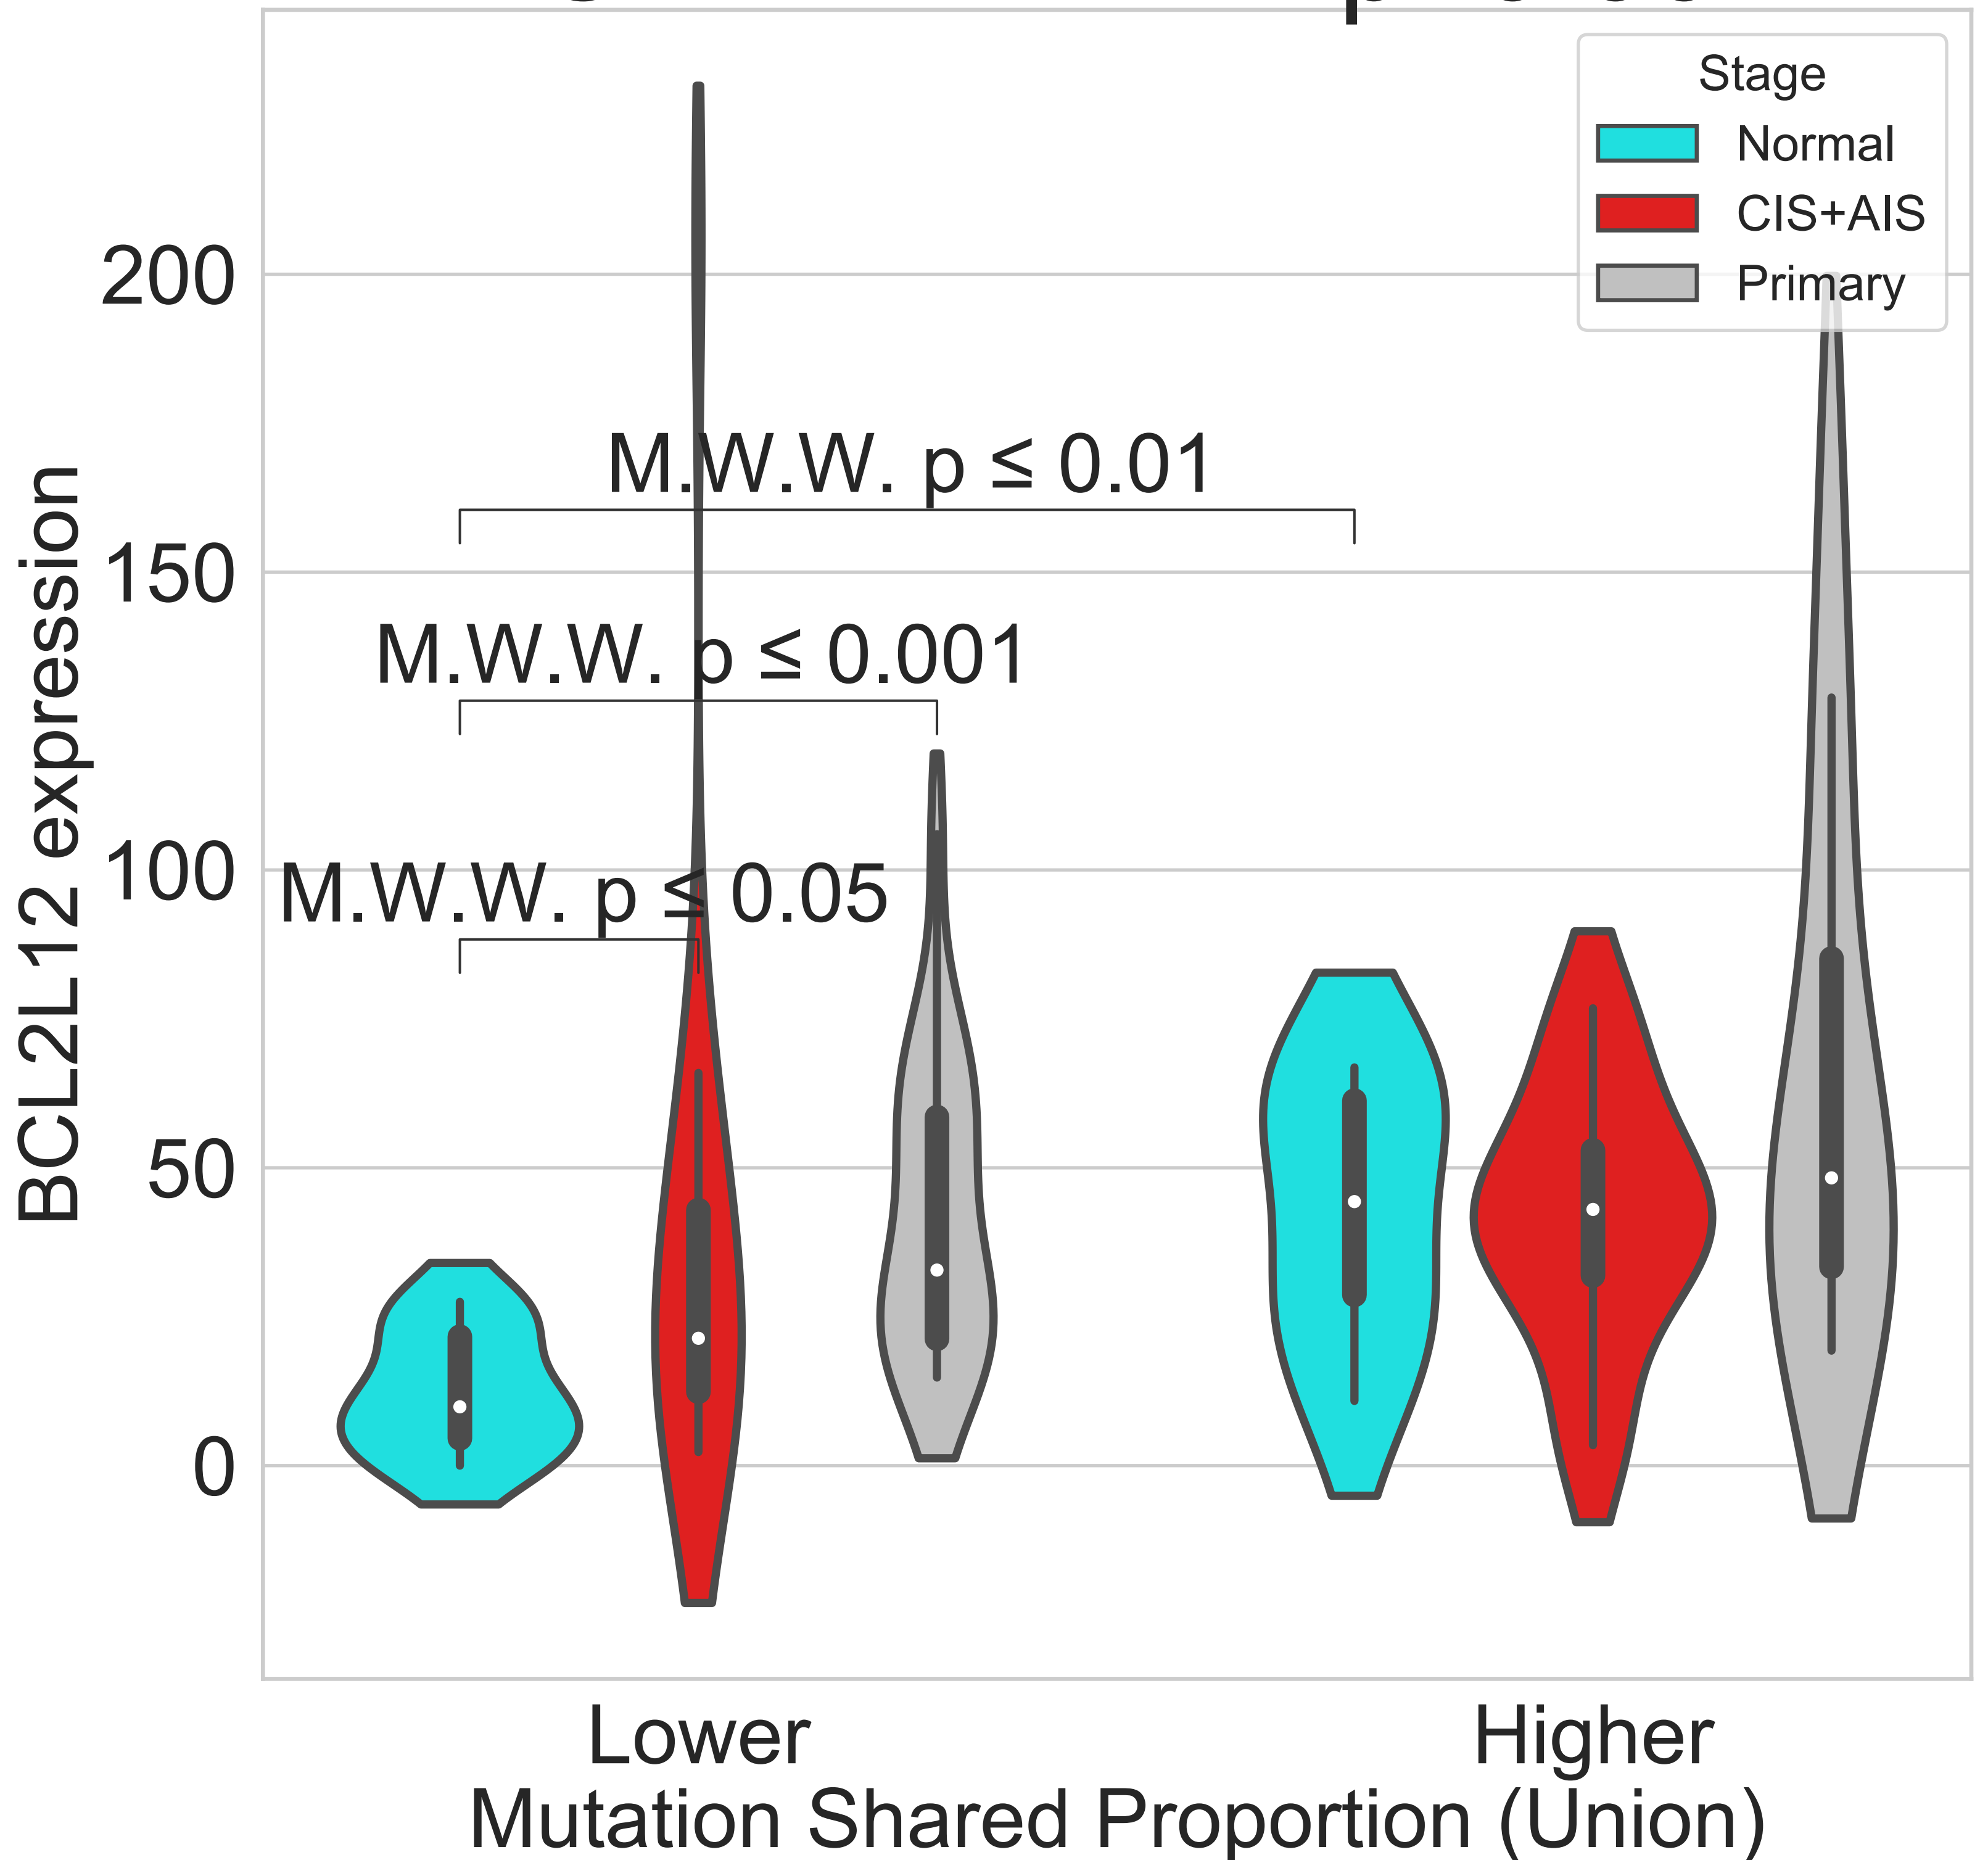 Stage
Normal
CIS+AIS
Primary
200
150
100
50
0
BCL2L12 expression
M.W.W. p ≤ 0.01
M.W.W. p ≤ 0.001
M.W.W. p ≤ 0.05
Lower
Higher
Mutation Shared Proportion (Union)